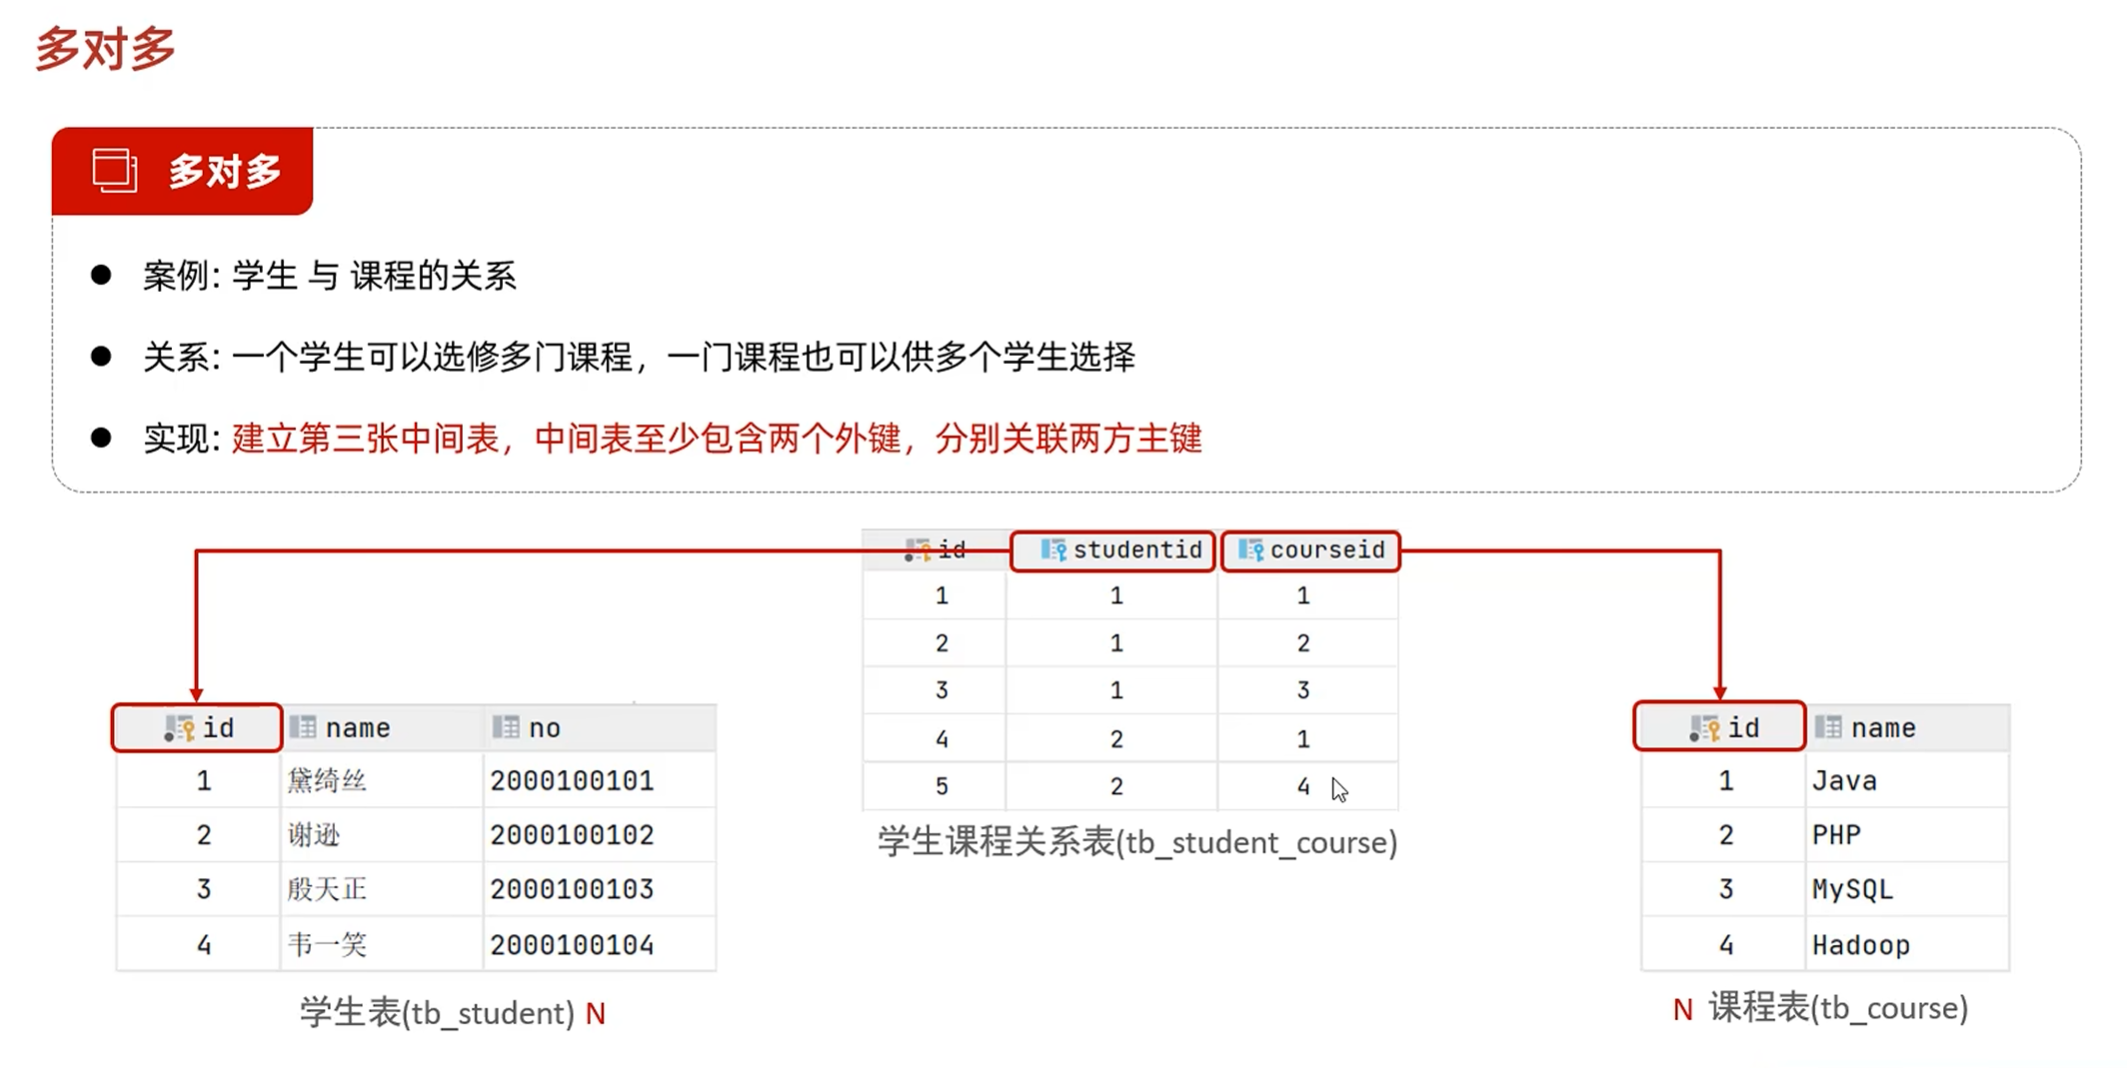 多对多
多对多
案例: 学生 与 课程的关系
关系: 一个学生可以选修多门课程，一门课程也可以供多个学生选择
实现: 建立第三张中间表，中间表至少包含两个外键，分别关联两方主键
id studentid courseid
1 1 1
2 1 2
3 1 3
4 2 1
5 2 4
学生课程关系表(tb_student_course)
id name no
1 黛绮丝 2000100101
2 谢逊 2000100102
3 殷天正 2000100103
4 韦一笑 2000100104
学生表(tb_student) N
id name
1 Java
2 PHP
3 MySQL
4 Hadoop
N 课程表(tb_course)